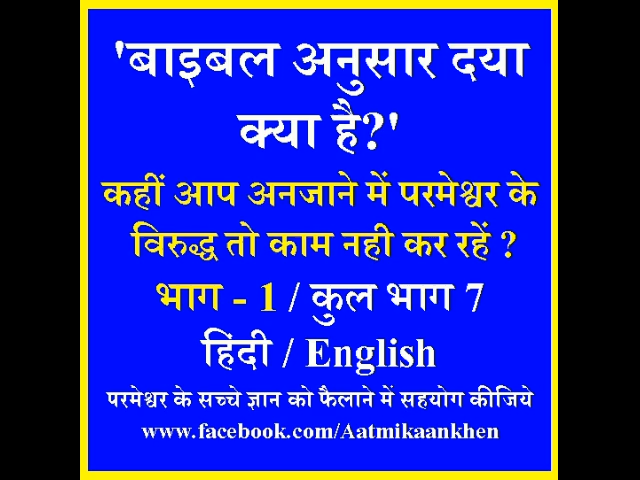 'बाइबल अनुसार दया
क्या है?'
कहीं आप अनजाने में परमेश्वर के
विरुद्ध तो काम नही कर रहें ?
भाग - 1 / कुल भाग 7
हिंदी / English
परमेश्वर के सच्चे ज्ञान को फैलाने में सहयोग कीजिये
www.facebook.com/Aatmikaankhen